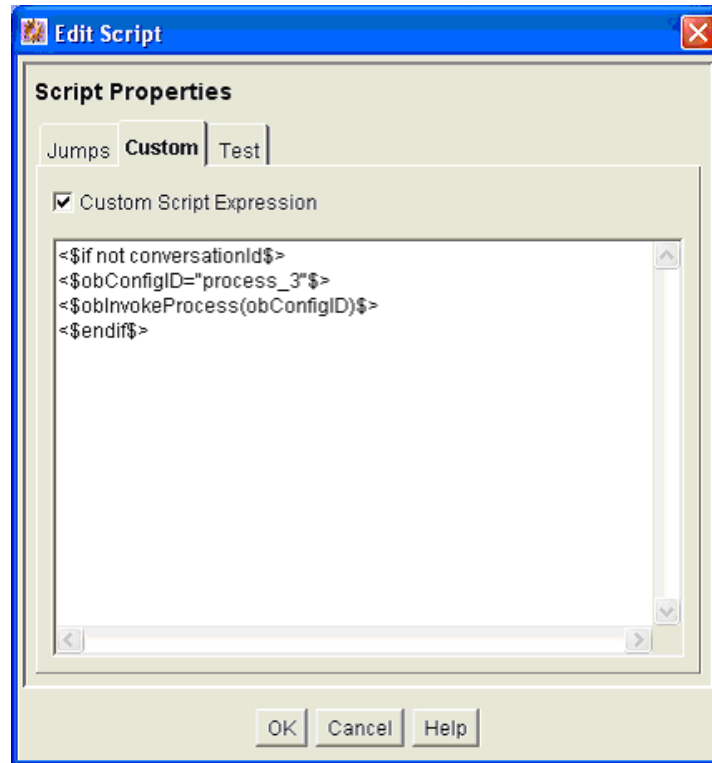 Edit Script
Script Properties
Jumps Custom Test
Custom Script Expression
<$if not conversationId$>
<$obConfigID="process_3"$>
<$obInvokeProcess(obConfigID)$>
<$endif$>
OK Cancel Help